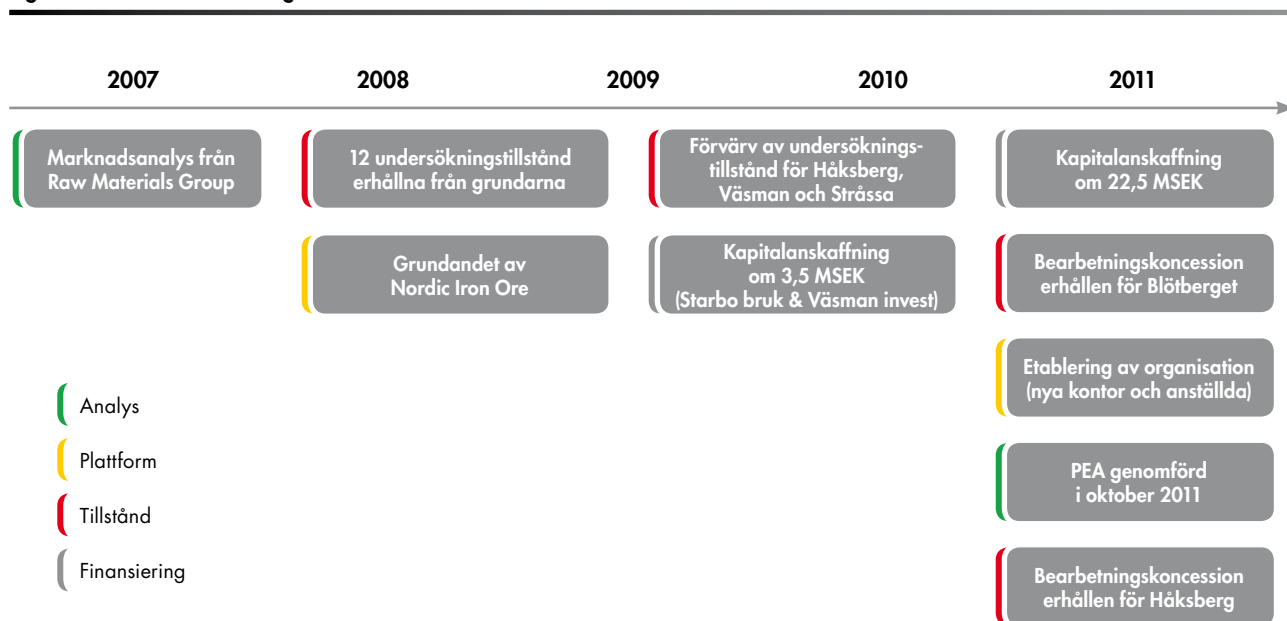 2007
2008
2009
2010
2011
Marknadsanalys från
Raw Materials Group
12 undersökningstillstånd
erhållna från grundarna
Förvärv av undersöknings-
tillstånd för Håksberg,
Väsman och Stråssa
Kapitalanskaffning
om 22,5 MSEK
Grundandet av
Nordic Iron Ore
Kapitalanskaffning
om 3,5 MSEK
(Starbo bruk & Väsman invest)
Bearbetningskoncession
erhållen för Blötberget
Etablering av organisation
(nya kontor och anställda)
PEA genomförd
i oktober 2011
Bearbetningskoncession
erhållen för Håksberg
Analys
Plattform
Tillstånd
Finansiering